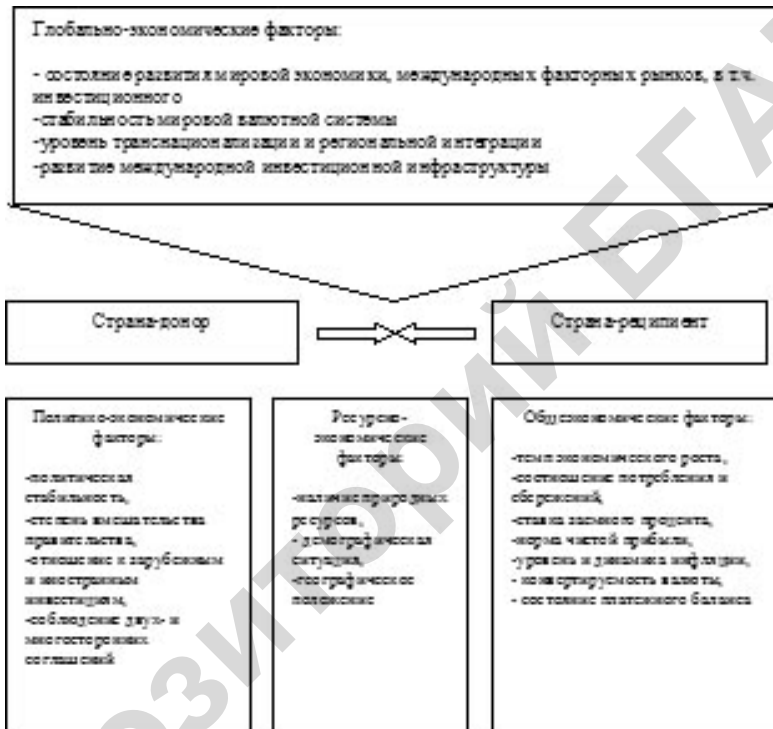 Глобально-экономические факторы:
- состояние развития мировой экономики, международных факторных рынков, в т.ч.
инвестиционного
-стабильность мировой валютной системы
-уровень транснационализации и региональной интеграции
-развитие международной инвестиционной инфраструктуры
Страна-донор
Страна-реципиент
Политико-экономические
факторы:
-политическая
стабильность,
-степень вмешательства
правительства,
-отношение к зарубежным
и иностранным
инвестициям,
-соблюдение двух- и
многосторонних
соглашений
Ресурсно-
экономические
факторы:
-наличие природных
ресурсов,
- демографическая
ситуация,
-географическое
положение
Общеэкономические факторы:
-темп экономического роста,
-соотношение потребления и
сбережений,
-ставка заемного процента,
-норма чистой прибыли,
-уровень и динамика инфляции,
- конвертируемость валюты,
- состояние платежного баланса